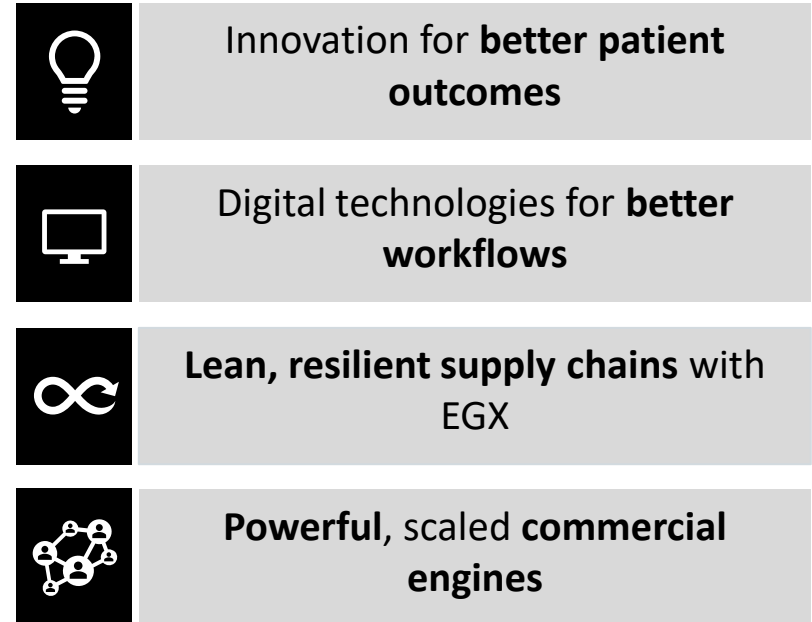 Innovation for better patient
outcomes
Digital technologies for better
workflows
Lean, resilient supply chains with
EGX
Powerful, scaled commercial
engines